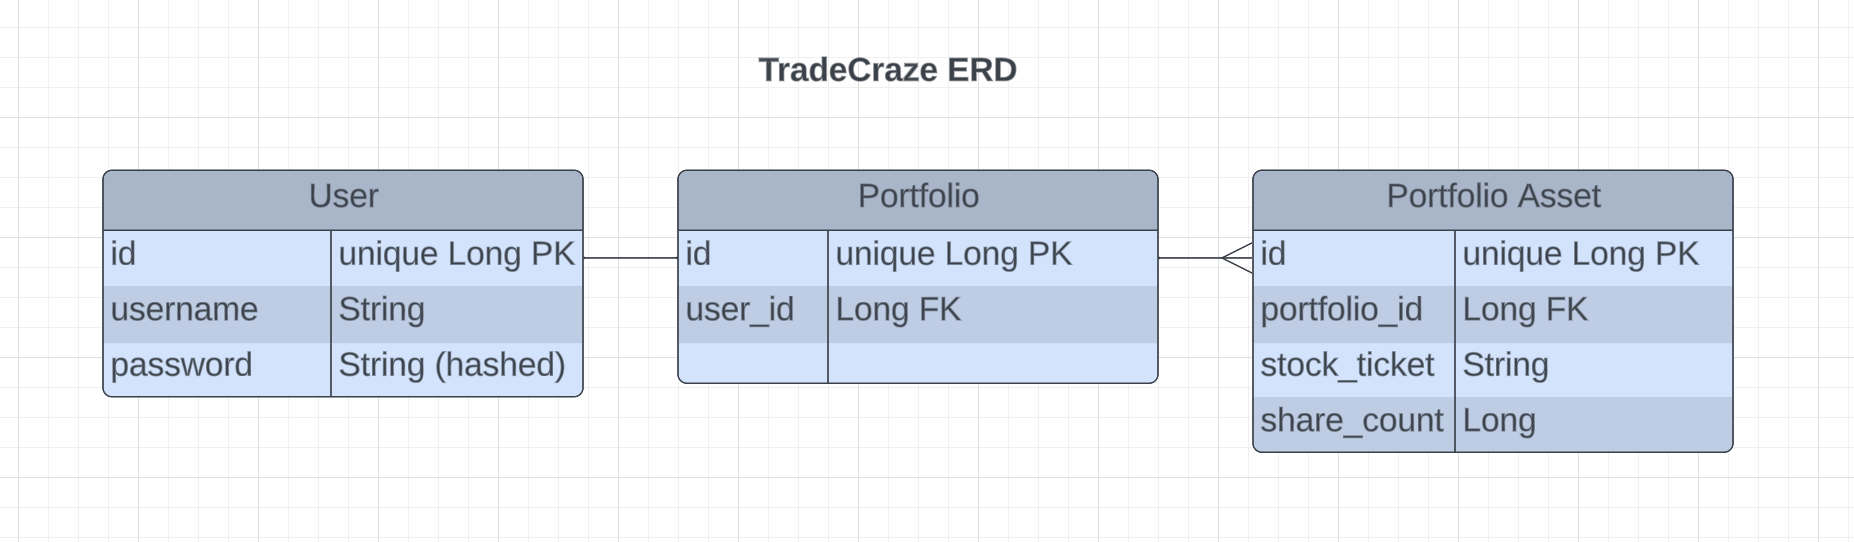 TradeCraze ERD
User
id unique Long PK
username String
password String (hashed)
Portfolio
id unique Long PK
user_id Long FK
Portfolio Asset
id unique Long PK
portfolio_id Long FK
stock_ticket String
share_count Long